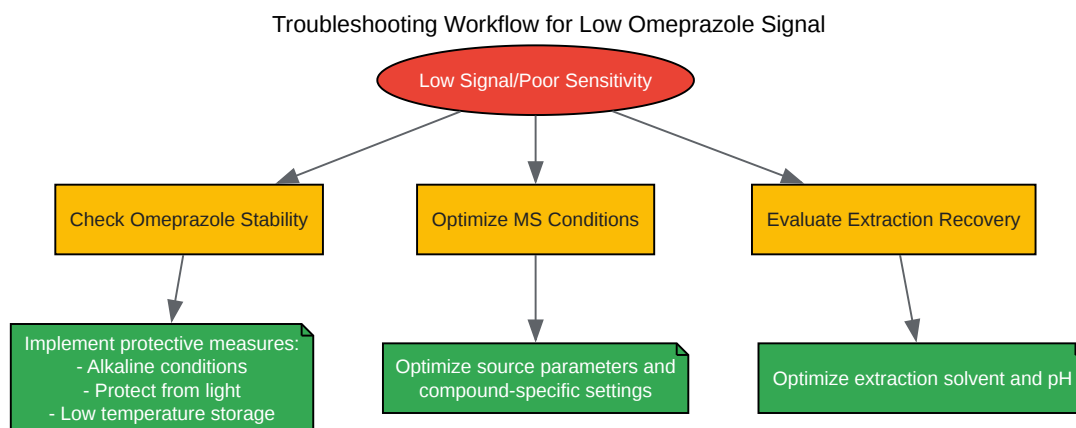 Troubleshooting Workflow for Low Omeprazole Signal
Low Signal/Poor Sensitivity
Check Omeprazole Stability
Optimize MS Conditions
Evaluate Extraction Recovery
Implement protective measures:
- Alkaline conditions
- Protect from light
- Low temperature storage
Optimize source parameters and
compound-specific settings
Optimize extraction solvent and pH